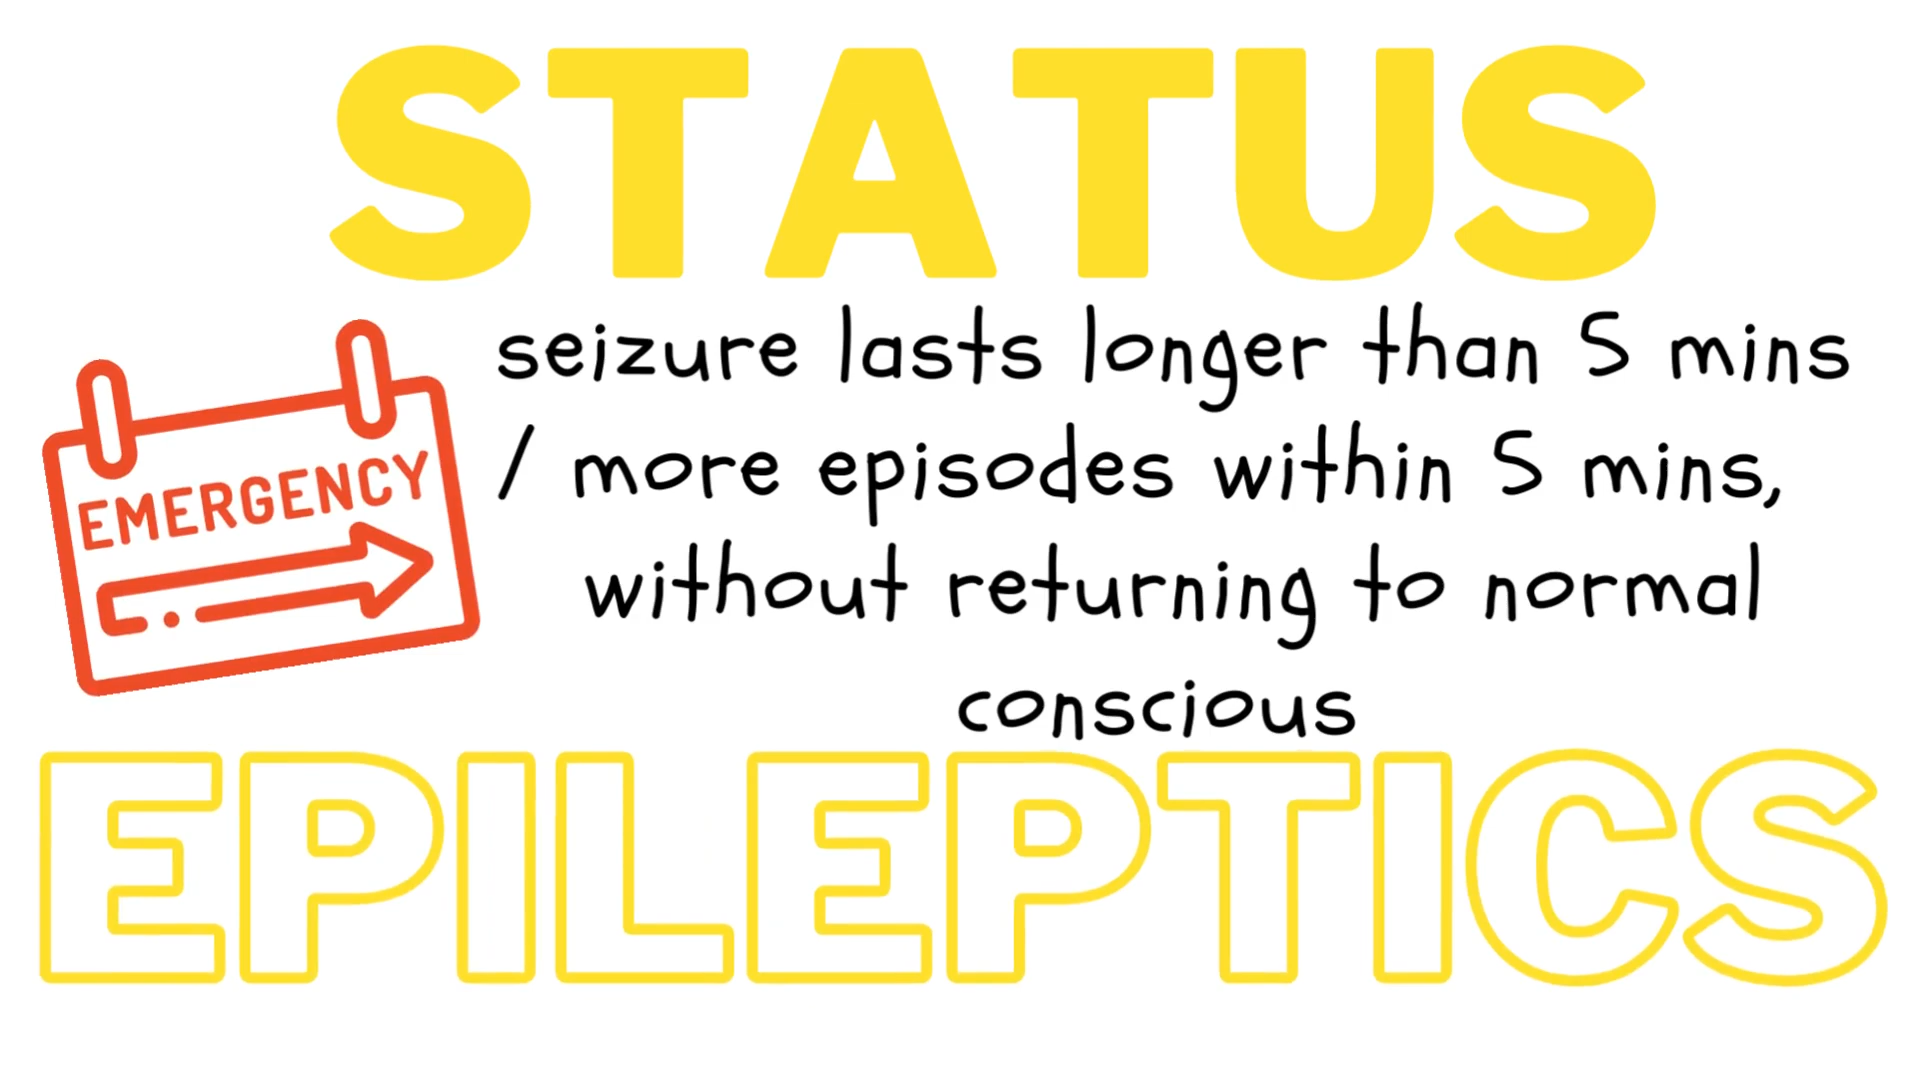 STATUS
EMERGENCY
seizure lasts longer than 5 mins
/ more episodes within 5 mins,
without returning to normal
conscious
EPILEPTICS